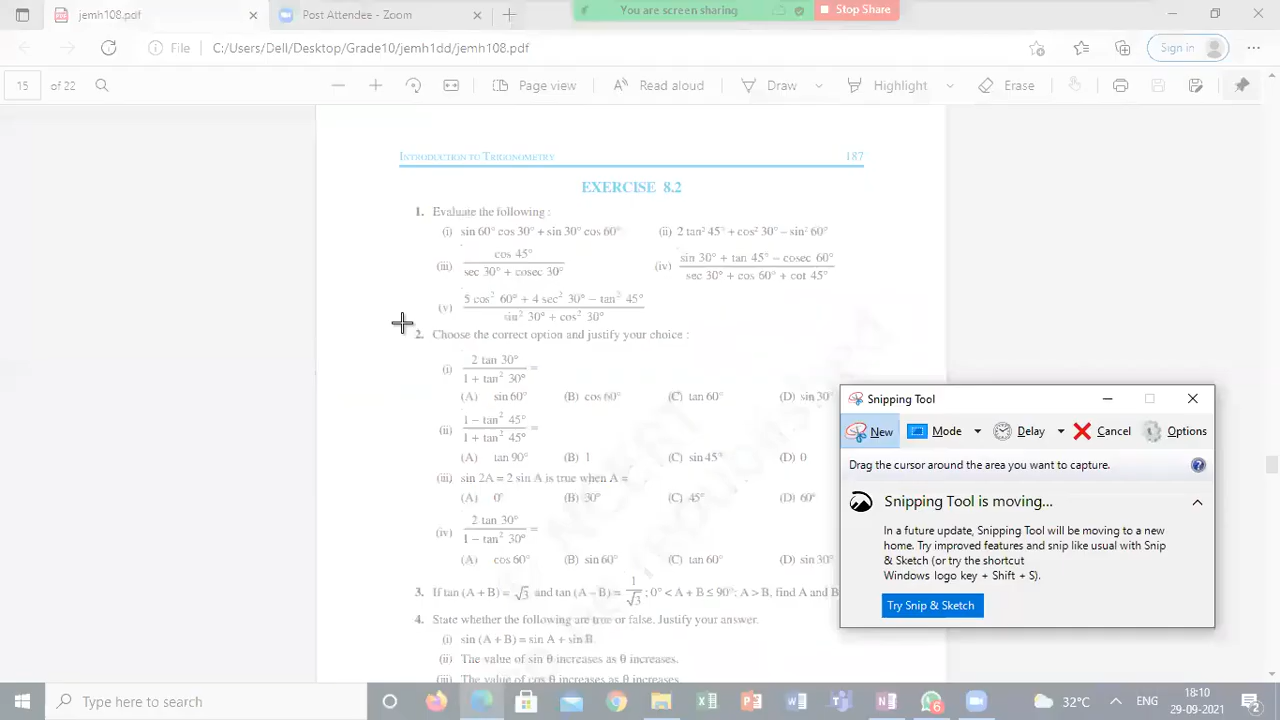 jemh108.pdf
Post Attendee - Zoom
You are screen sharing
Stop Share
File C:/Users/Dell/Desktop/Grade10/jemh1dd/jemh108.pdf
Sign in
15 of 22
Page view
Read aloud
Draw
Highlight
Erase
INTRODUCTION TO TRIGONOMETRY 187
EXERCISE 8.2
1. Evaluate the following :
(i) sin 60° cos 30° + sin 30° cos 60° (ii) 2 tan² 45° + cos² 30° – sin² 60°
(iii) cos 45° / sec 30° + cosec 30° (iv) sin 30° + tan 45° – cosec 60° / sec 30° + cos 60° + cot 45°
(v) 5 cos² 60° + 4 sec² 30° – tan² 45° / sin² 30° + cos² 30°
2. Choose the correct option and justify your choice :
(i) 2 tan 30° / 1 + tan² 30° =
(A) sin 60° (B) cos 60° (C) tan 60° (D) sin 30°
(ii) 1 – tan² 45° / 1 + tan² 45° =
(A) tan 90° (B) 1 (C) sin 45° (D) 0
(iii) sin 2A = 2 sin A is true when A =
(A) 0° (B) 30° (C) 45° (D) 60°
(iv) 2 tan 30° / 1 – tan² 30° =
(A) cos 60° (B) sin 60° (C) tan 60° (D) sin 30°
3. If tan (A + B) = √3 and tan (A – B) = 1/√3 ; 0° < A + B ≤ 90°; A > B, find A and B
4. State whether the following are true or false. Justify your answer.
(i) sin (A + B) = sin A + sin B.
(ii) The value of sin θ increases as θ increases.
(iii) The value of cos θ increases as θ increases.
Snipping Tool
New Mode Delay Cancel Options
Drag the cursor around the area you want to capture.
Snipping Tool is moving...
In a future update, Snipping Tool will be moving to a new
home. Try improved features and snip like usual with Snip
& Sketch (or try the shortcut
Windows logo key + Shift + S).
Try Snip & Sketch
Type here to search
6
32°C
ENG
18:10
29-09-2021
2